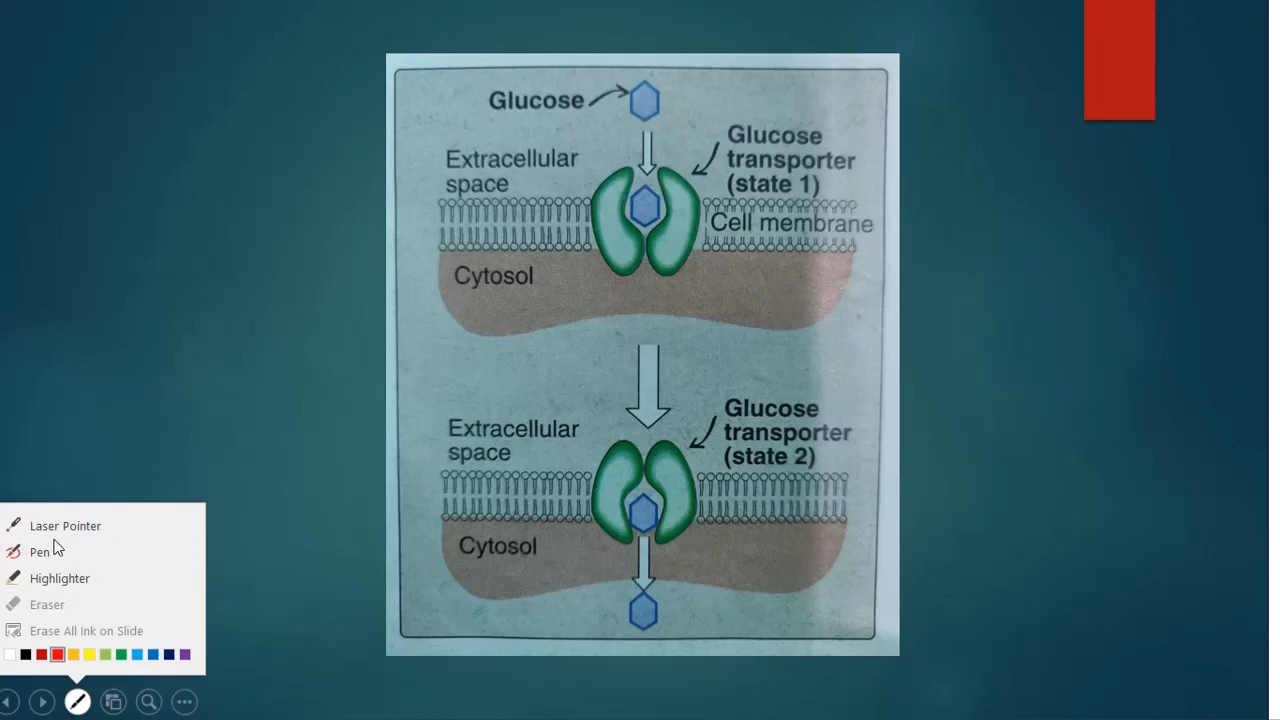 Glucose
Glucose
transporter
(state 1)
Extracellular
space
Cell membrane
Cytosol
Glucose
transporter
(state 2)
Extracellular
space
Cytosol
Laser Pointer
Pen
Highlighter
Eraser
Erase All Ink on Slide